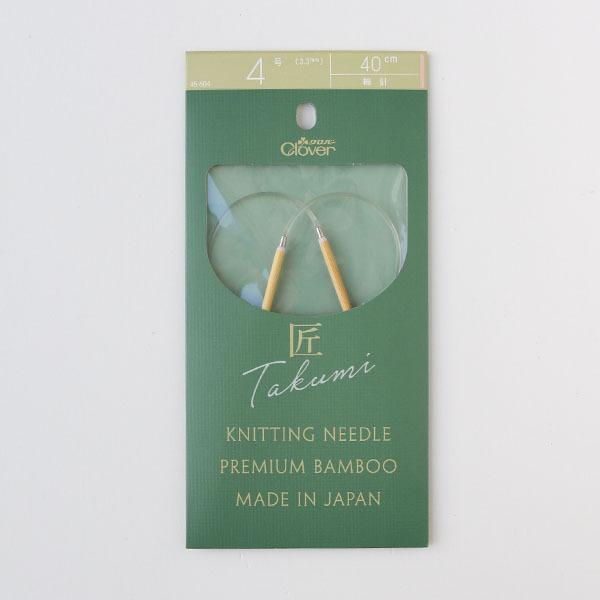 4号 (3.3mm)
40cm
輪針
45-604
クロバー
Clover
匠
Takumi
KNITTING NEEDLE
PREMIUM BAMBOO
MADE IN JAPAN